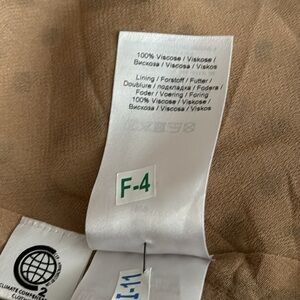 100% Viscose / Viskose /
Вискоза / Viscosa / Viskos
Lining / Forstoff / Futter /
Doublure / подкладка / Fodera /
Foder / Voering / Foring
100% Viscose / Viskose /
Вискоза / Viscosa / Viskos
F-4
I-11
CLIMATE